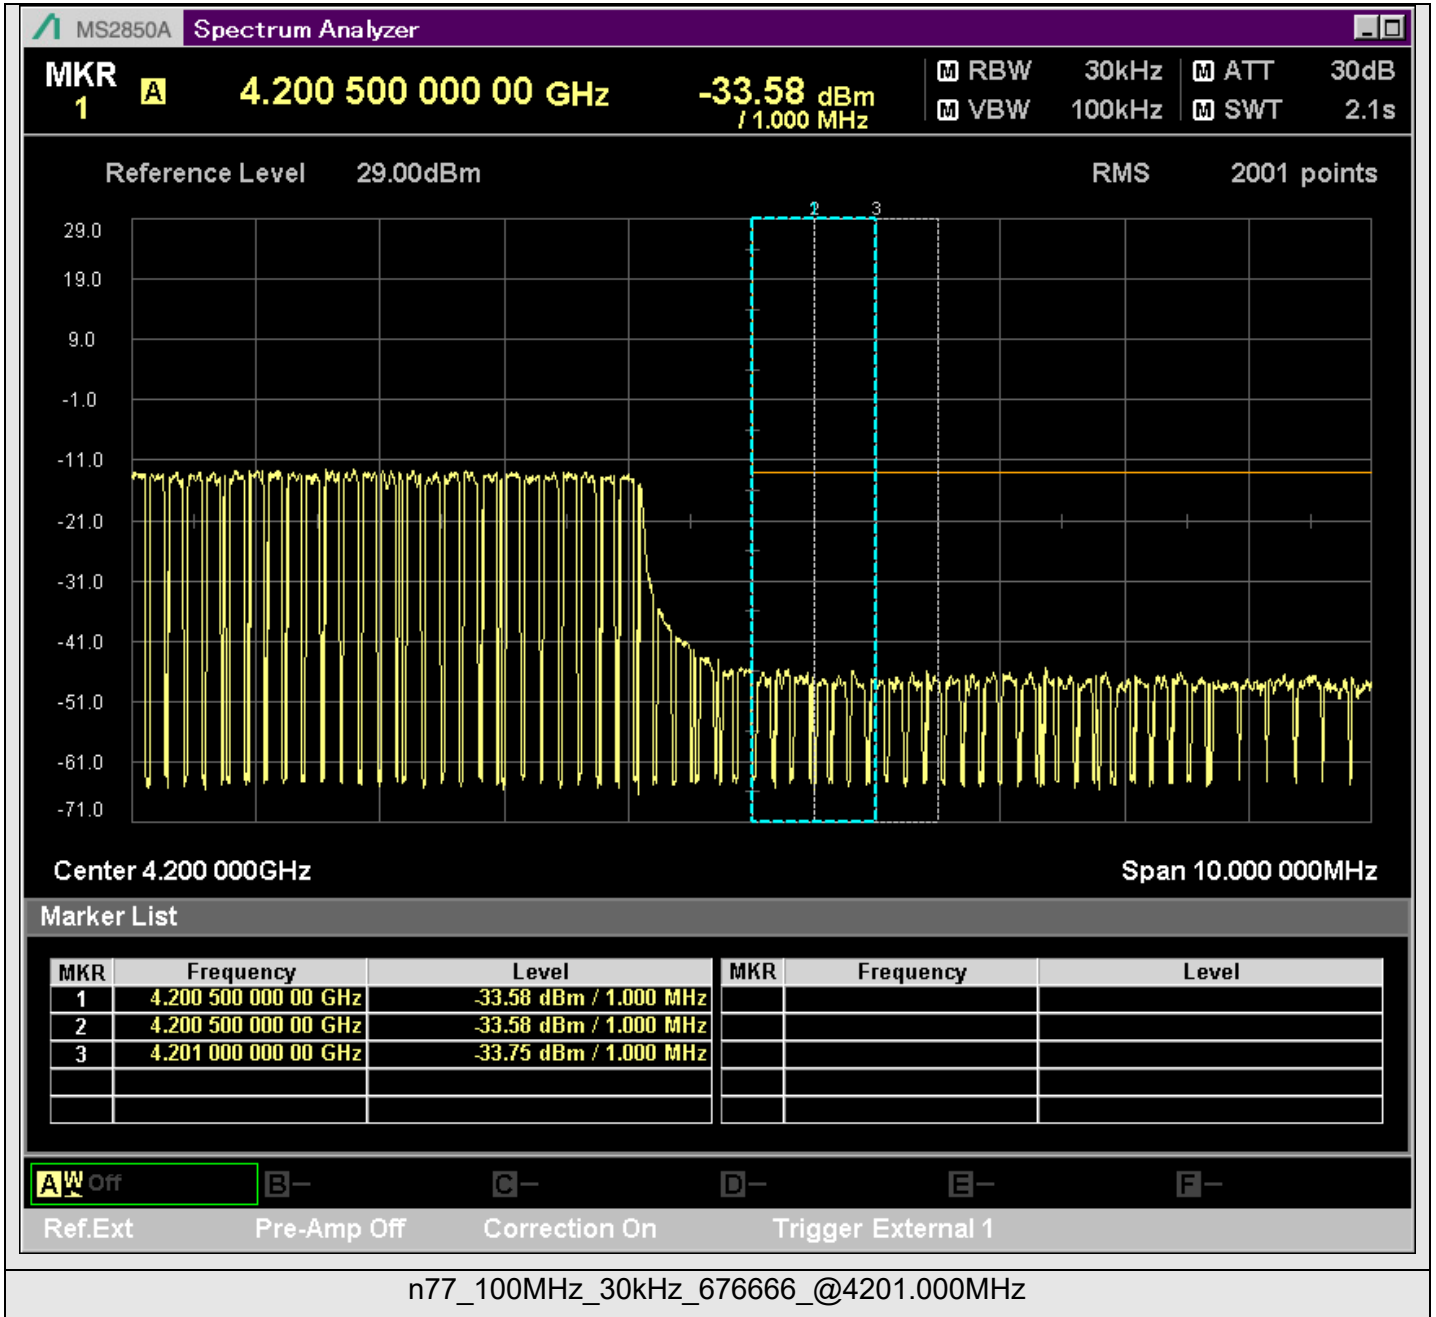 MS2850A Spectrum Analyzer
MKR 1 A 4.200 500 000 00 GHz -33.58 dBm / 1.000 MHz
M RBW 30kHz M ATT 30dB
M VBW 100kHz M SWT 2.1s
Reference Level 29.00dBm RMS 2001 points
2 3
29.0
19.0
9.0
-1.0
-11.0
-21.0
-31.0
-41.0
-51.0
-61.0
-71.0
Center 4.200 000GHz Span 10.000 000MHz
Marker List
MKR Frequency Level MKR Frequency Level
1 4.200 500 000 00 GHz -33.58 dBm / 1.000 MHz
2 4.200 500 000 00 GHz -33.58 dBm / 1.000 MHz
3 4.201 000 000 00 GHz -33.75 dBm / 1.000 MHz
A W Off B — C — D — E — F —
Ref.Ext Pre-Amp Off Correction On Trigger External 1
n77_100MHz_30kHz_676666_@4201.000MHz